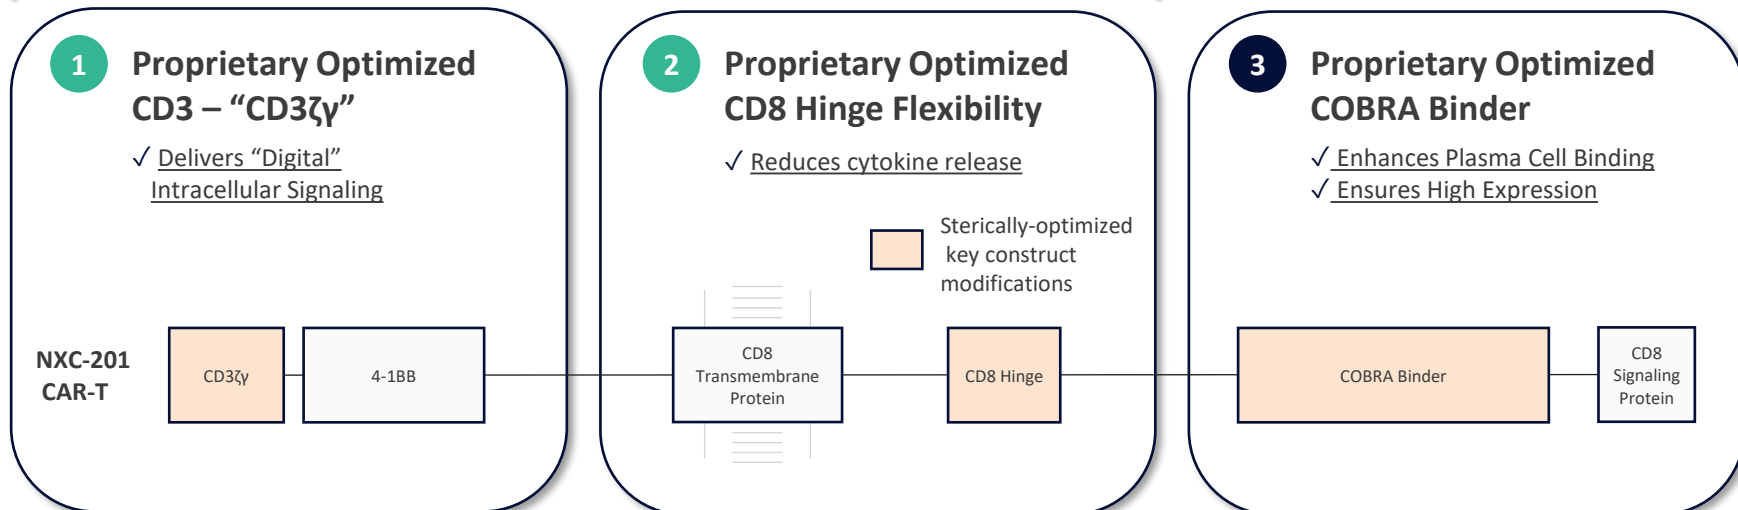 1
Proprietary Optimized
CD3 – “CD3ζγ”
✓ Delivers “Digital”
Intracellular Signaling
2
Proprietary Optimized
CD8 Hinge Flexibility
✓ Reduces cytokine release
Sterically-optimized
key construct
modifications
3
Proprietary Optimized
COBRA Binder
✓ Enhances Plasma Cell Binding
✓ Ensures High Expression
NXC-201
CAR-T
CD3ζγ
4-1BB
CD8
Transmembrane
Protein
CD8 Hinge
COBRA Binder
CD8
Signaling
Protein